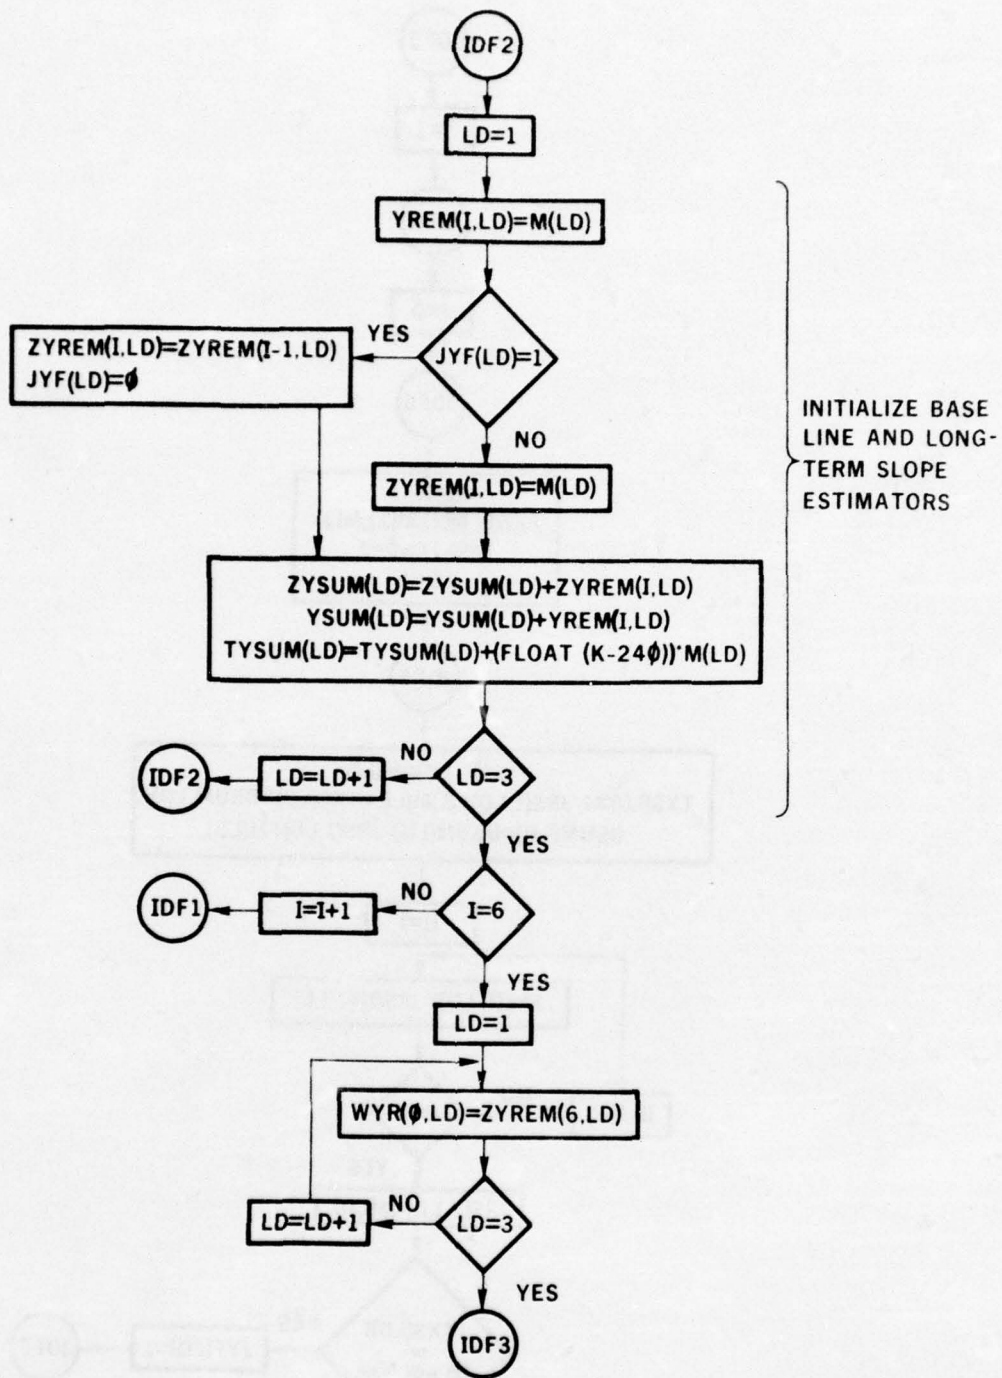 IDF2
LD=1
YREM(I,LD)=M(LD)
JYF(LD)=1
YES
ZYREM(I,LD)=ZYREM(I-1,LD)
JYF(LD)=∅
NO
ZYREM(I,LD)=M(LD)
INITIALIZE BASE
LINE AND LONG-
TERM SLOPE
ESTIMATORS
ZYSUM(LD)=ZYSUM(LD)+ZYREM(I,LD)
YSUM(LD)=YSUM(LD)+YREM(I,LD)
TYSUM(LD)=TYSUM(LD)+(FLOAT (K-24∅))*M(LD)
LD=3
NO
LD=LD+1
IDF2
YES
I=6
NO
I=I+1
IDF1
YES
LD=1
WYR(∅,LD)=ZYREM(6,LD)
LD=3
NO
LD=LD+1
YES
IDF3